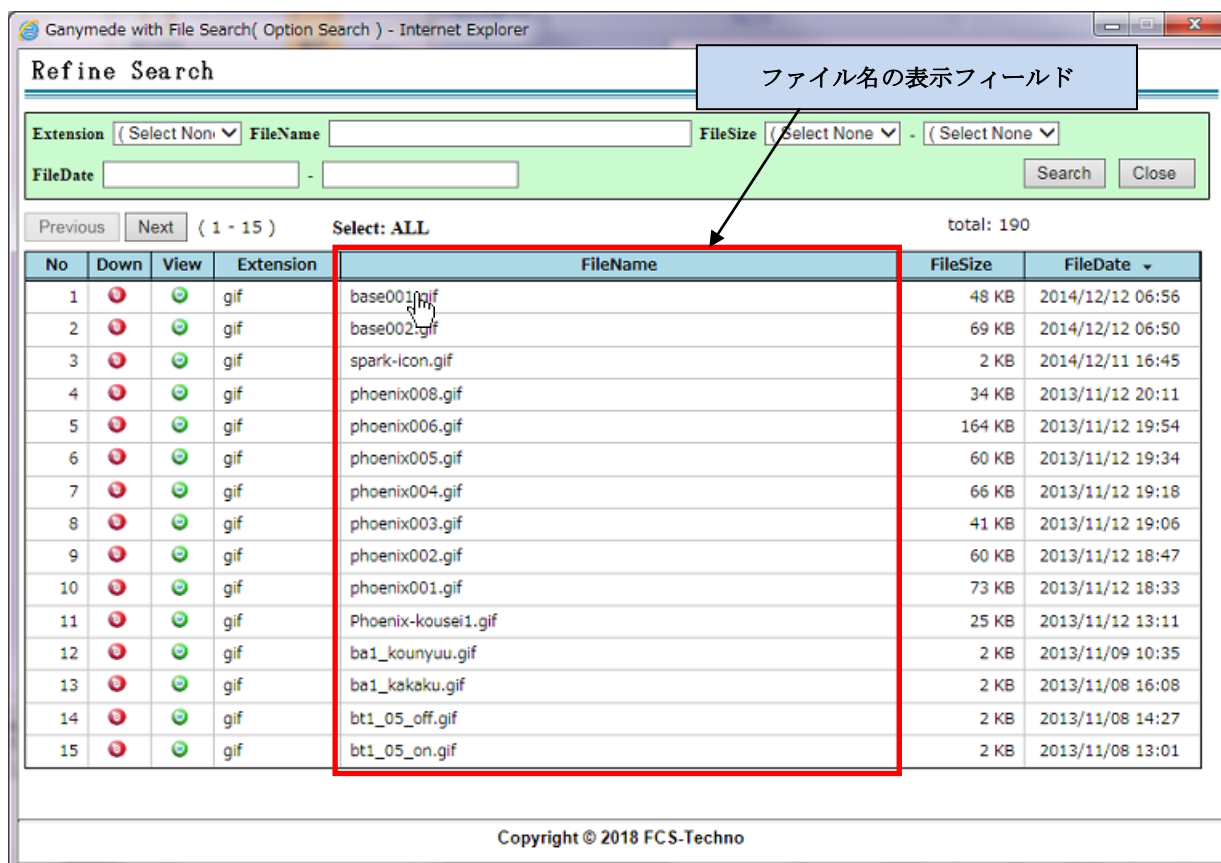 Ganymede with File Search( Option Search ) - Internet Explorer
Refine Search
ファイル名の表示フィールド
Extension ( Select Non FileName FileSize ( Select None - ( Select None
FileDate - Search Close
Previous Next ( 1 - 15 ) Select: ALL total: 190
No Down View Extension FileName FileSize FileDate
1 gif base001.gif 48 KB 2014/12/12 06:56
2 gif base002.gif 69 KB 2014/12/12 06:50
3 gif spark-icon.gif 2 KB 2014/12/11 16:45
4 gif phoenix008.gif 34 KB 2013/11/12 20:11
5 gif phoenix006.gif 164 KB 2013/11/12 19:54
6 gif phoenix005.gif 60 KB 2013/11/12 19:34
7 gif phoenix004.gif 66 KB 2013/11/12 19:18
8 gif phoenix003.gif 41 KB 2013/11/12 19:06
9 gif phoenix002.gif 60 KB 2013/11/12 18:47
10 gif phoenix001.gif 73 KB 2013/11/12 18:33
11 gif Phoenix-kousei1.gif 25 KB 2013/11/12 13:11
12 gif ba1_kounyuu.gif 2 KB 2013/11/09 10:35
13 gif ba1_kakaku.gif 2 KB 2013/11/08 16:08
14 gif bt1_05_off.gif 2 KB 2013/11/08 14:27
15 gif bt1_05_on.gif 2 KB 2013/11/08 13:01
Copyright © 2018 FCS-Techno